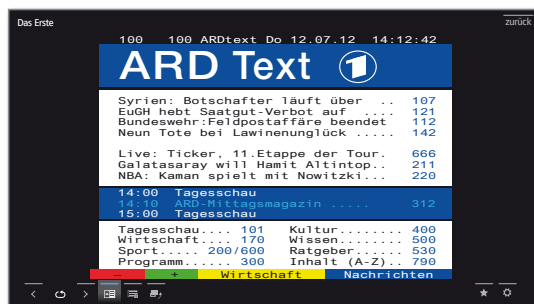 Das Erste
zurück
100 100 ARDtext Do 12.07.12 14:12:42
ARD Text 1
Syrien: Botschafter läuft über .. 107
EuGH hebt Saatgut-Verbot auf .... 121
Bundeswehr:Feldpostaffäre beendet 112
Neun Tote bei Lawinenunglück ..... 142
Live: Ticker, 11.Etappe der Tour. 666
Galatasaray will Hamit Altintop.. 211
NBA: Kaman spielt mit Nowitzki... 220
14:00 Tagesschau
14:10 ARD-Mittagsmagazin ..... 312
15:00 Tagesschau
Tagesschau.... 101 Kultur........ 400
Wirtschaft.... 170 Wissen........ 500
Sport..... 200/600 Ratgeber...... 530
Programm...... 300 Inhalt (A-Z).. 790
– + Wirtschaft Nachrichten